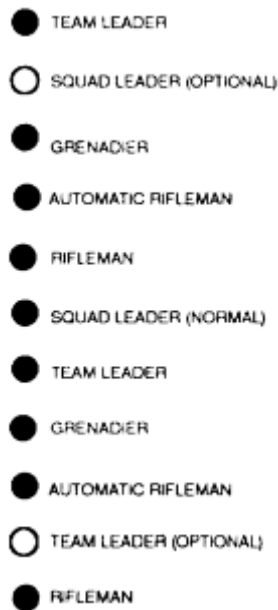 TEAM LEADER
SQUAD LEADER (OPTIONAL)
GRENADIER
AUTOMATIC RIFLEMAN
RIFLEMAN
SQUAD LEADER (NORMAL)
TEAM LEADER
GRENADIER
AUTOMATIC RIFLEMAN
TEAM LEADER (OPTIONAL)
RIFLEMAN